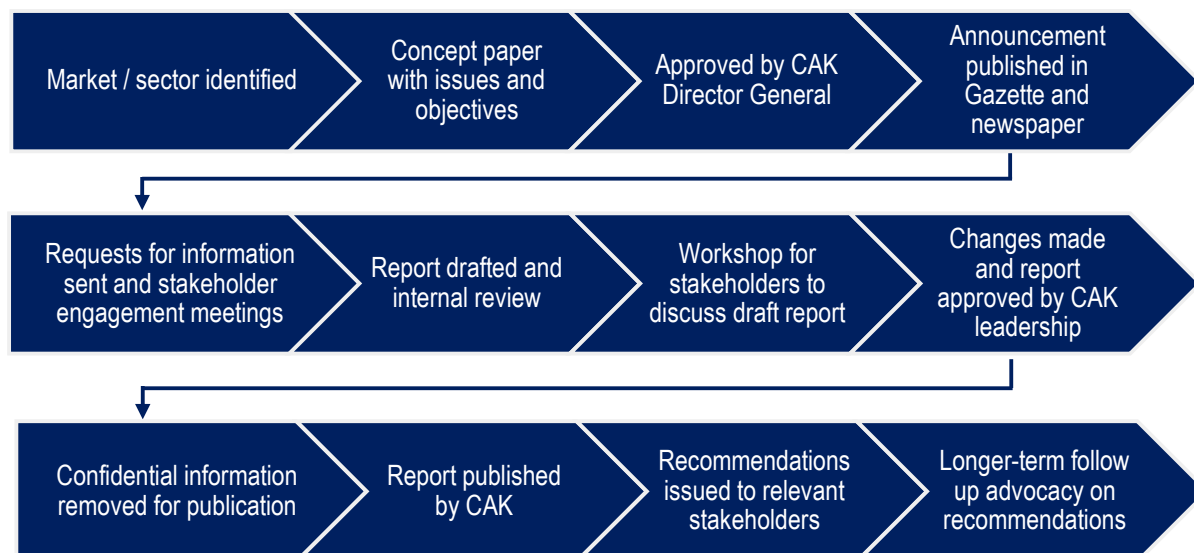 Market / sector identified
Concept paper
with issues and
objectives
Approved by CAK
Director General
Announcement
published in
Gazette and
newspaper
Requests for information
sent and stakeholder
engagement meetings
Report drafted and
internal review
Workshop for
stakeholders to
discuss draft report
Changes made
and report
approved by CAK
leadership
Confidential information
removed for publication
Report published
by CAK
Recommendations
issued to relevant
stakeholders
Longer-term follow
up advocacy on
recommendations